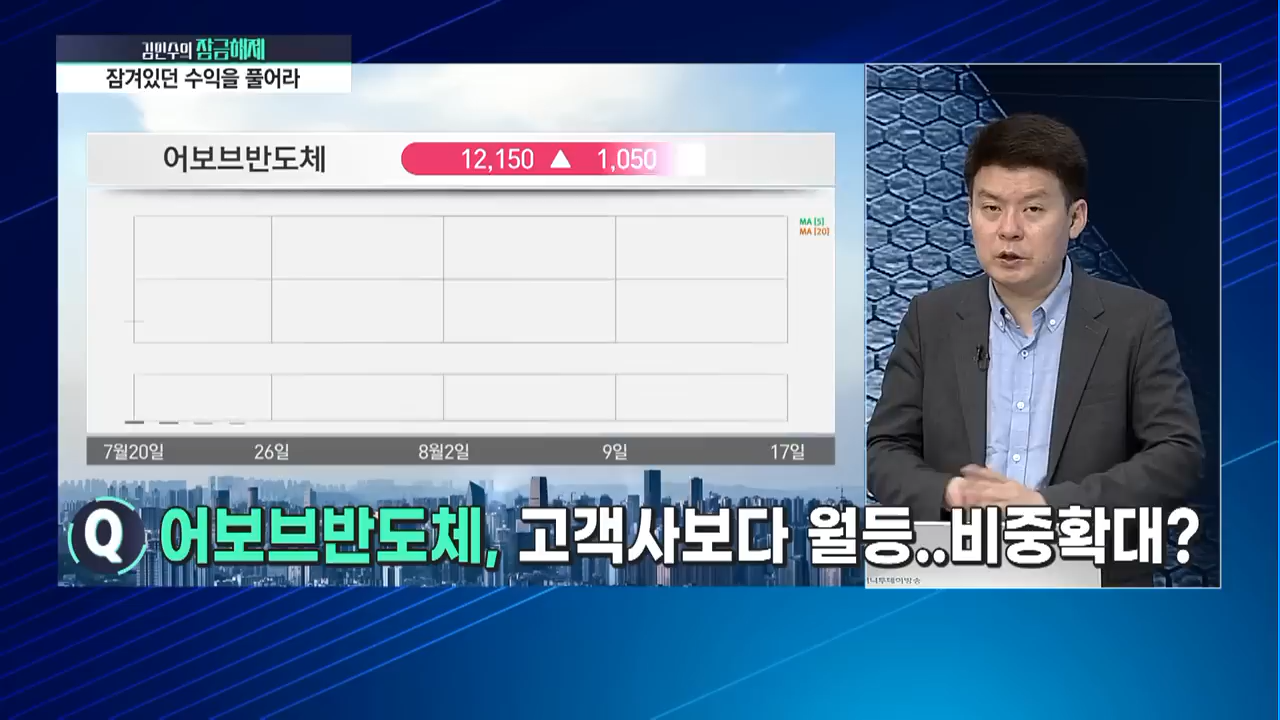 김민수의 잠금해제
잠겨있던 수익을 풀어라
어보브반도체 12,150 ▲ 1,050
MA [5]
MA [20]
7월20일 26일 8월2일 9일 17일
Q 어보브반도체, 고객사보다 월등..비중확대?